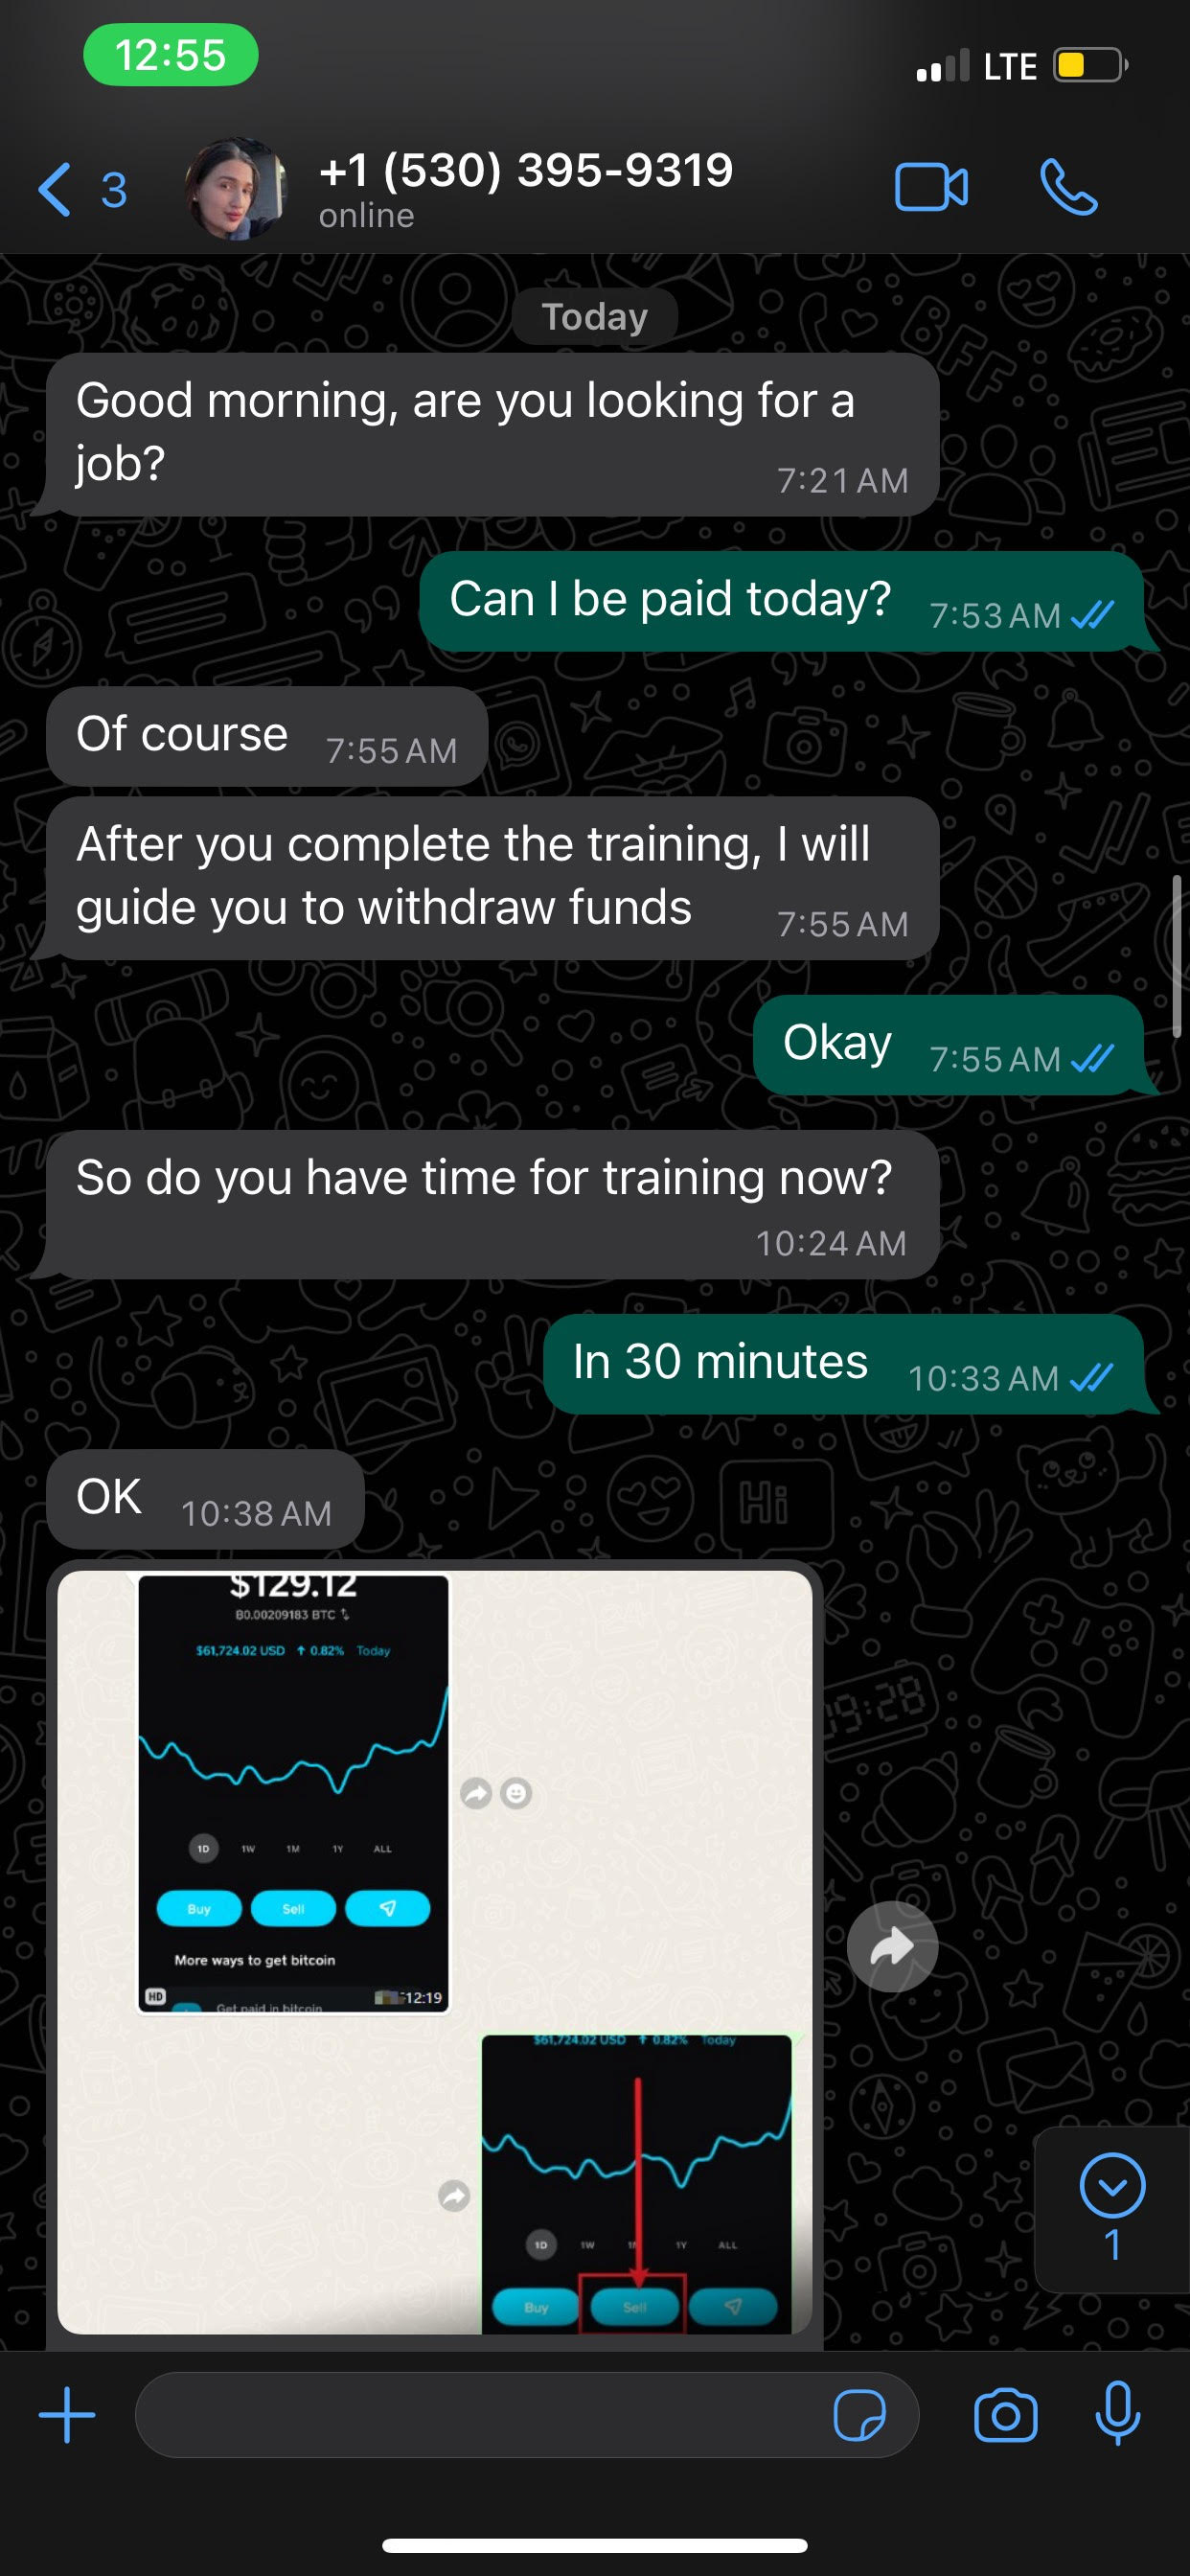 12:55
LTE
3
+1 (530) 395-9319
online
Today
Good morning, are you looking for a
job?
7:21 AM
Can I be paid today?
7:53 AM
Of course
7:55 AM
After you complete the training, I will
guide you to withdraw funds
7:55 AM
Okay
7:55 AM
So do you have time for training now?
10:24 AM
In 30 minutes
10:33 AM
OK
10:38 AM
$129.12
B0.00209183 BTC
$61,724.02 USD ↑ 0.82% Today
1D 1W 1M 1Y ALL
Buy Sell
More ways to get bitcoin
HD
12:19
Get paid in bitcoin
$61,724.02 USD ↑ 0.82% Today
1D 1W 1Y ALL
Buy Sell
1